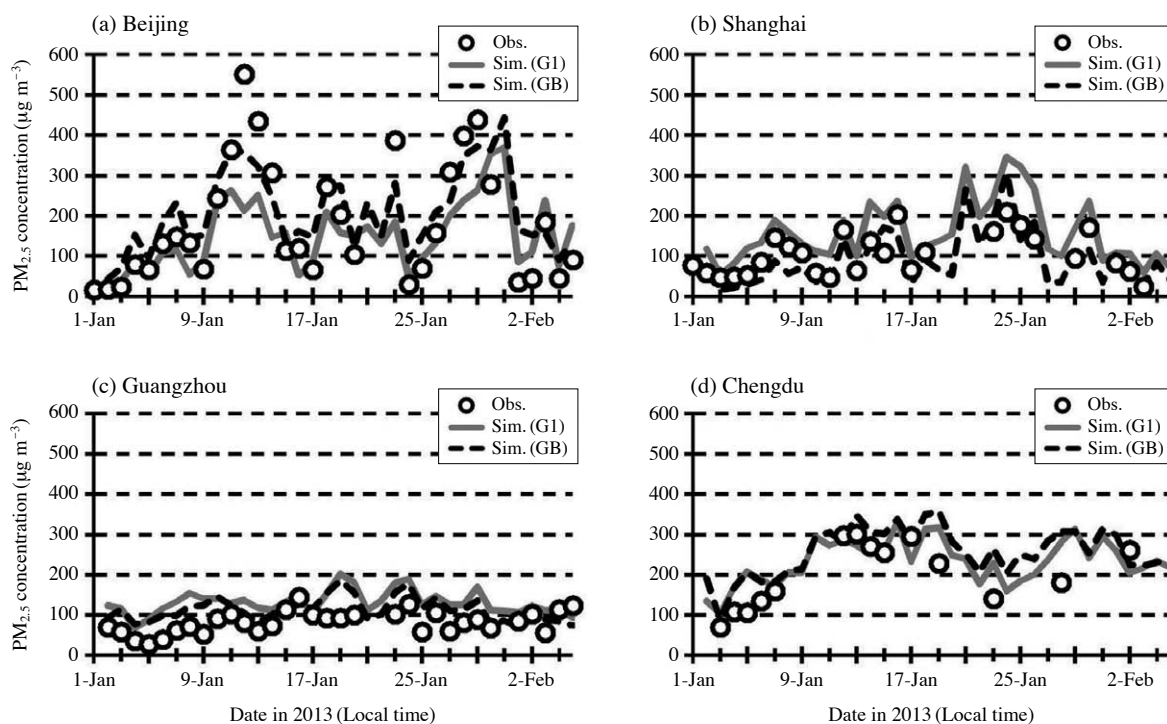 (a) Beijing
PM2.5 concentration (μg m−3)
600
500
400
300
200
100
0
1-Jan 9-Jan 17-Jan 25-Jan 2-Feb
Obs.
Sim. (G1)
Sim. (GB)
(b) Shanghai
600
500
400
300
200
100
0
1-Jan 9-Jan 17-Jan 25-Jan 2-Feb
Obs.
Sim. (G1)
Sim. (GB)
(c) Guangzhou
PM2.5 concentration (μg m−3)
600
500
400
300
200
100
0
1-Jan 9-Jan 17-Jan 25-Jan 2-Feb
Date in 2013 (Local time)
Obs.
Sim. (G1)
Sim. (GB)
(d) Chengdu
600
500
400
300
200
100
0
1-Jan 9-Jan 17-Jan 25-Jan 2-Feb
Date in 2013 (Local time)
Obs.
Sim. (G1)
Sim. (GB)